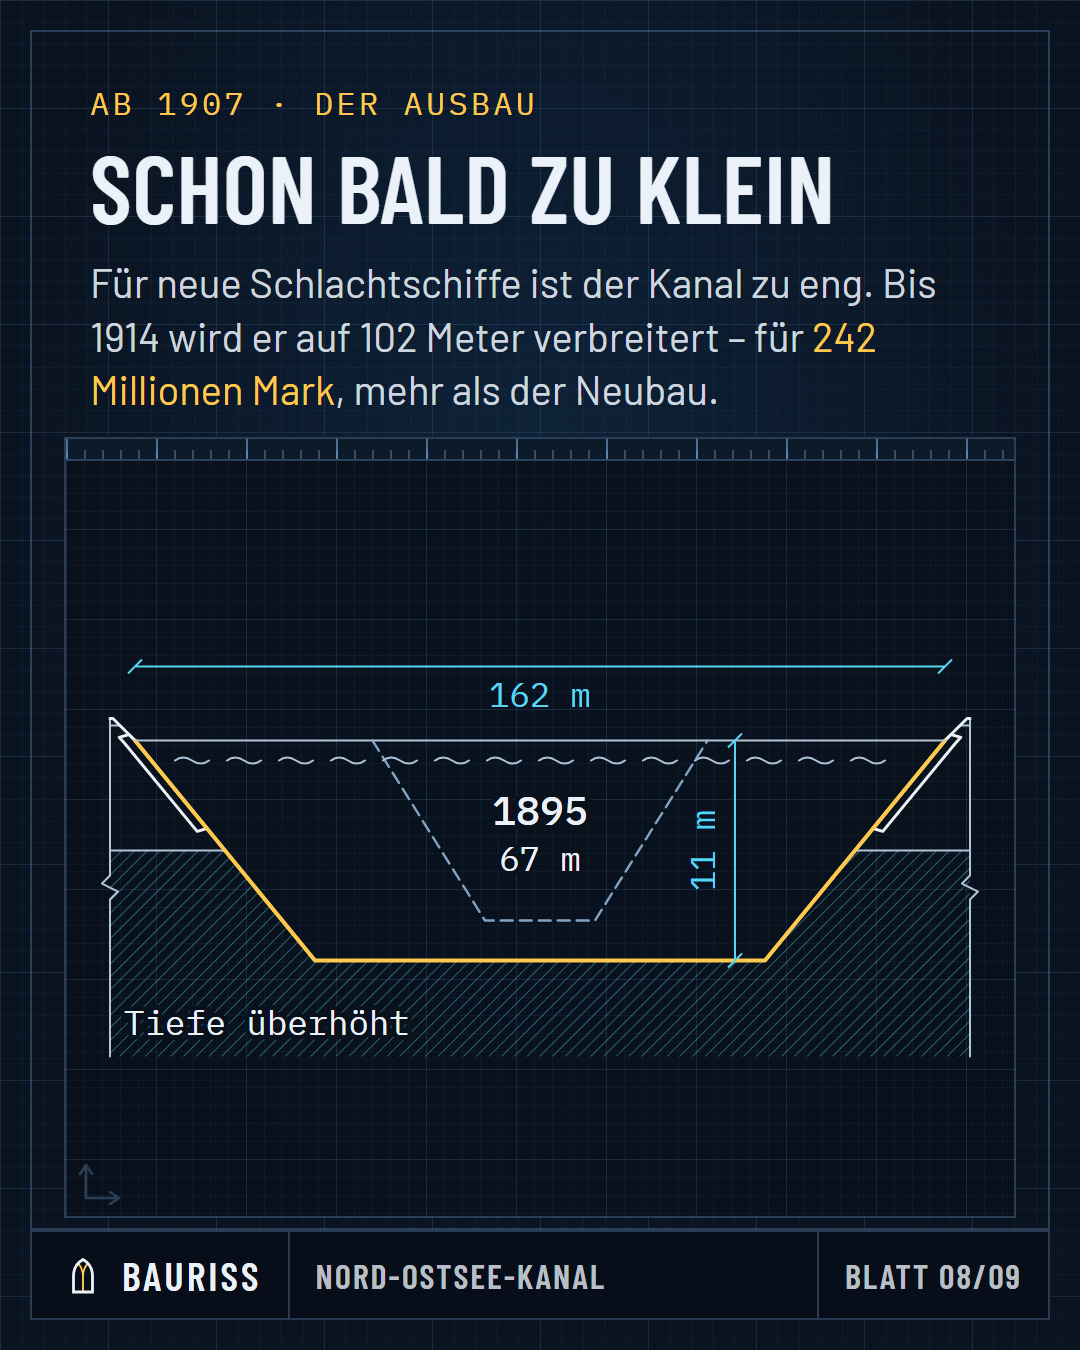 AB 1907 · DER AUSBAU
SCHON BALD ZU KLEIN
Für neue Schlachtschiffe ist der Kanal zu eng. Bis
1914 wird er auf 102 Meter verbreitert – für 242
Millionen Mark, mehr als der Neubau.
162 m
1895
67 m
11 m
Tiefe überhöht
BAURISS
NORD-OSTSEE-KANAL
BLATT 08/09